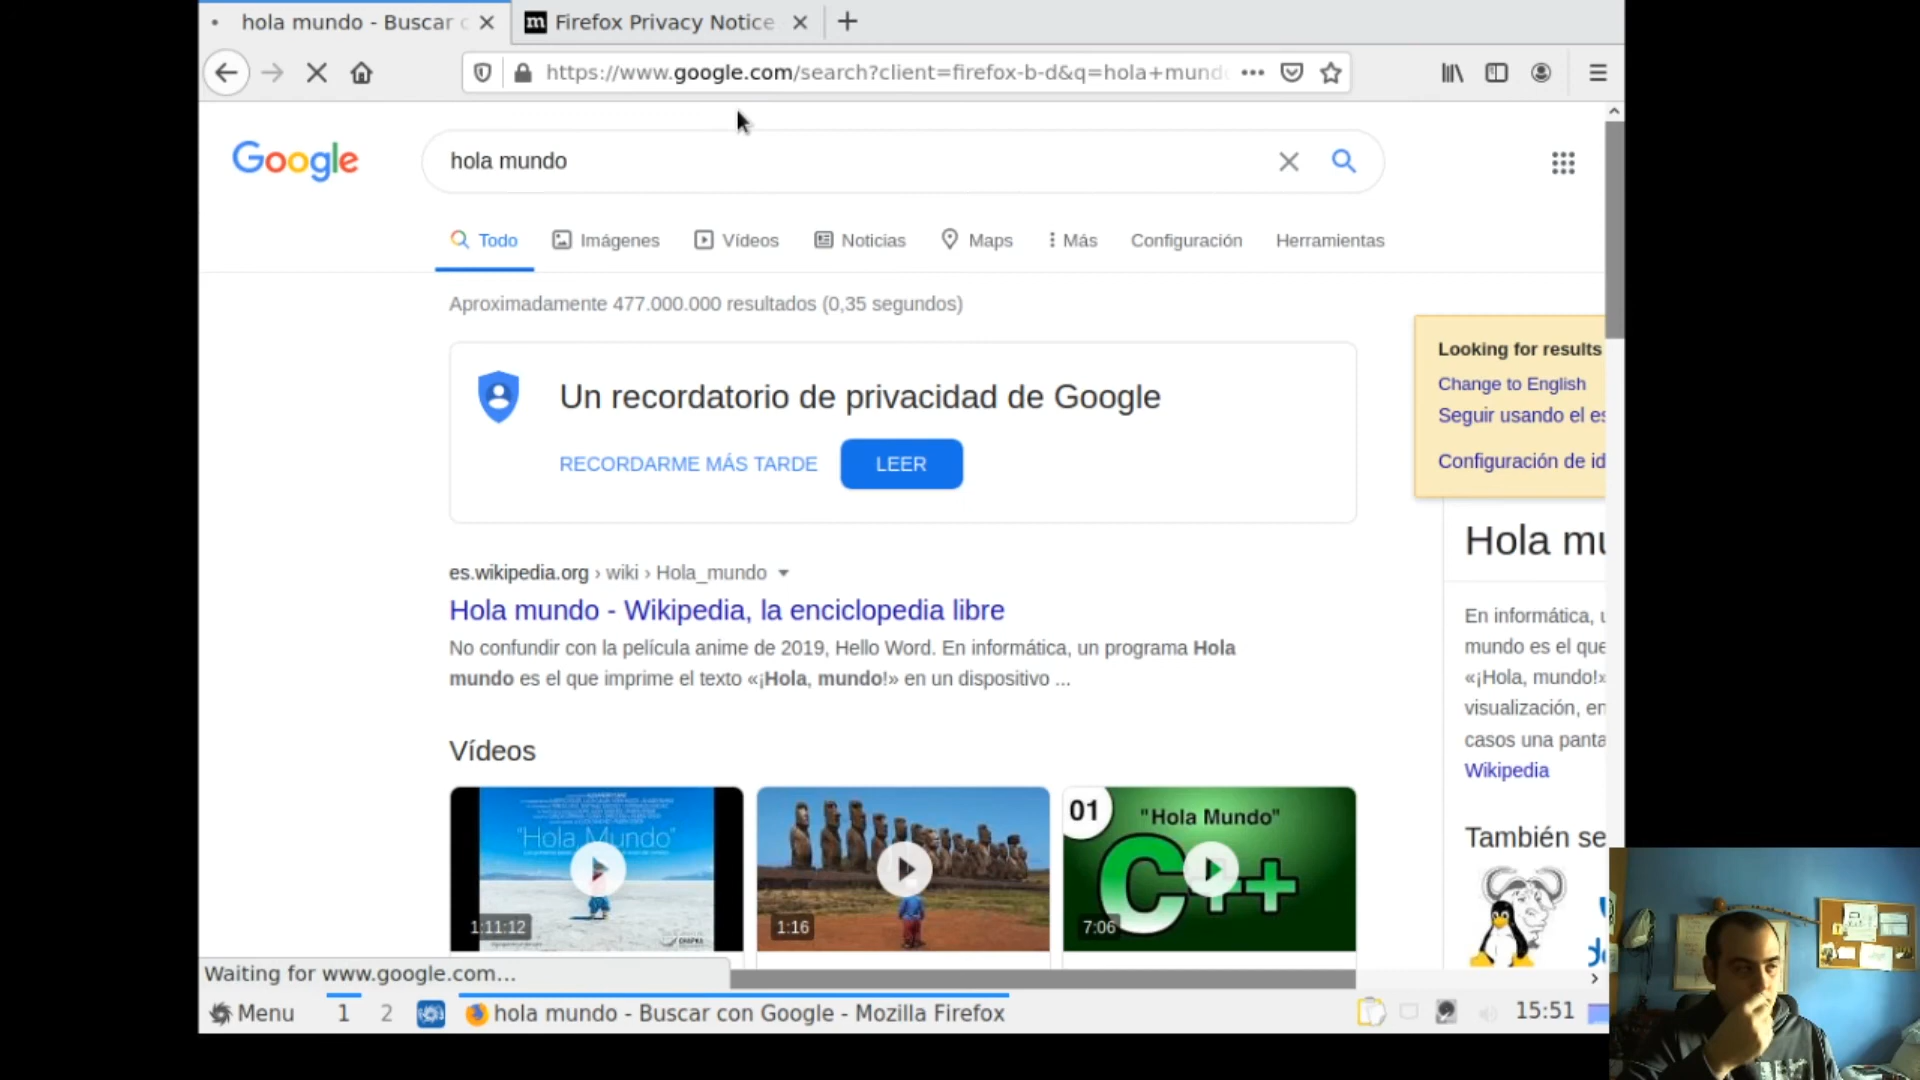 hola mundo - Buscar c
Firefox Privacy Notice
https://www.google.com/search?client=firefox-b-d&q=hola+mund
Google
hola mundo
Todo
Imágenes
Vídeos
Noticias
Maps
Más
Configuración
Herramientas
Aproximadamente 477.000.000 resultados (0,35 segundos)
Un recordatorio de privacidad de Google
RECORDARME MÁS TARDE
LEER
Looking for results
Change to English
Seguir usando el es
Configuración de id
es.wikipedia.org › wiki › Hola_mundo
Hola mundo - Wikipedia, la enciclopedia libre
No confundir con la película anime de 2019, Hello Word. En informática, un programa Hola
mundo es el que imprime el texto «¡Hola, mundo!» en un dispositivo ...
Hola mu
En informática, u
mundo es el que
«¡Hola, mundo!»
visualización, en
casos una panta
Wikipedia
También se
Vídeos
"Hola Mundo"
1:11:12
1:16
01
"Hola Mundo"
C++
7:06
Waiting for www.google.com...
Menu
1
2
hola mundo - Buscar con Google - Mozilla Firefox
15:51